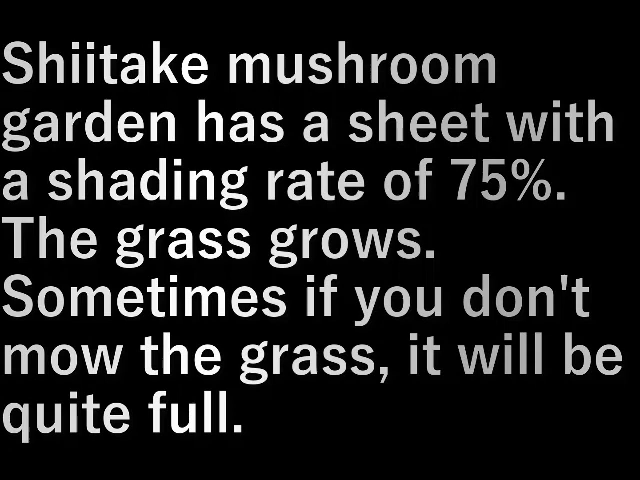 Shiitake mushroom
garden has a sheet with
a shading rate of 75%.
The grass grows.
Sometimes if you don't
mow the grass, it will be
quite full.